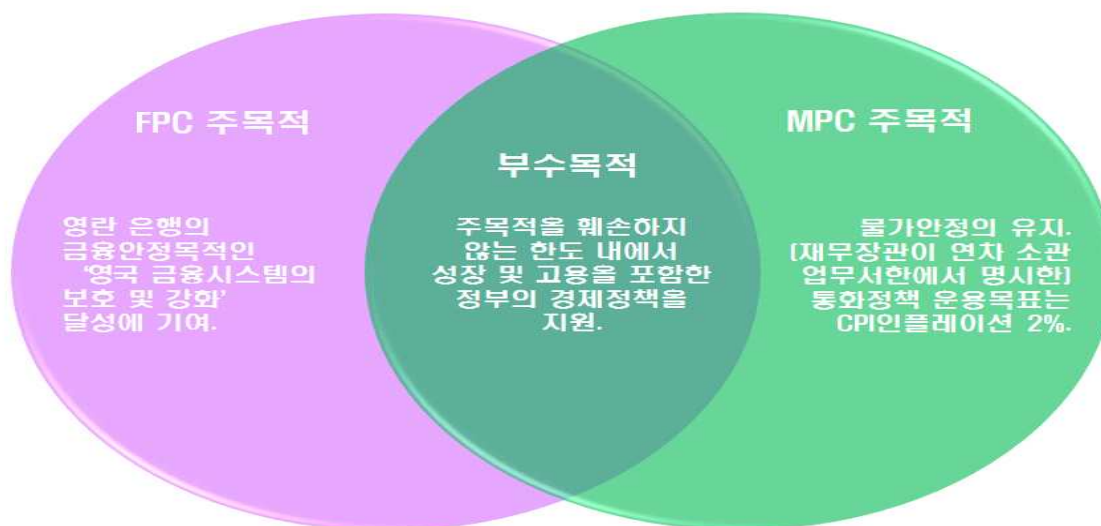 FPC 주목적
영란 은행의
금융안정목적인
‘영국 금융시스템의
보호 및 강화’
달성에 기여.
부수목적
주목적을 훼손하지
않는 한도 내에서
성장 및 고용을 포함한
정부의 경제정책을
지원.
MPC 주목적
물가안정의 유지.
(재무장관이 연차 소관
업무서한에서 명시한)
통화정책 운용목표는
CPI인플레이션 2%.